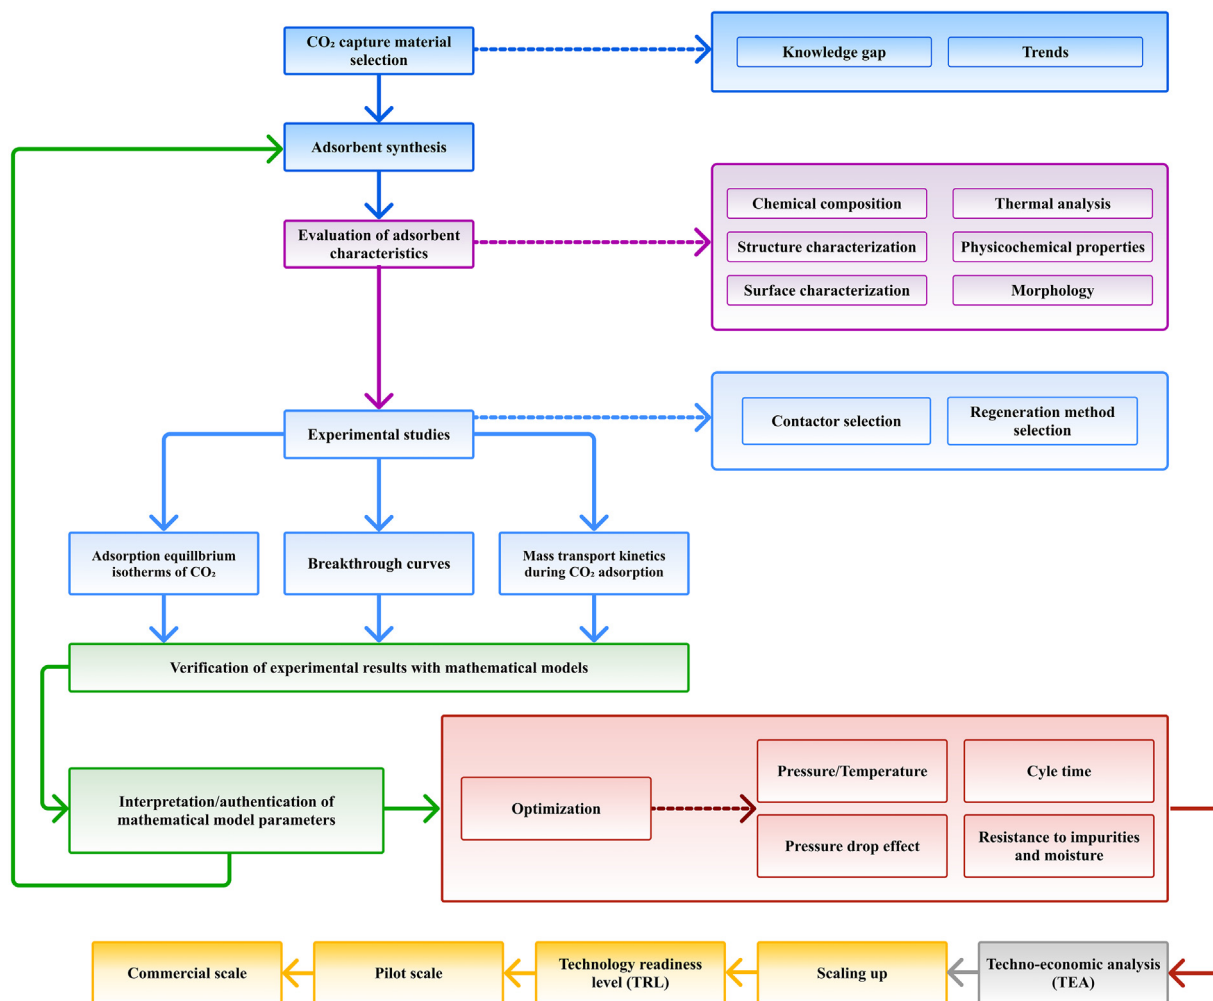 CO₂ capture material
selection
Knowledge gap
Trends
Adsorbent synthesis
Evaluation of adsorbent
characteristics
Chemical composition
Thermal analysis
Structure characterization
Physicochemical properties
Surface characterization
Morphology
Experimental studies
Contactor selection
Regeneration method
selection
Adsorption equillbrium
isotherms of CO₂
Breakthrough curves
Mass transport kinetics
during CO₂ adsorption
Verification of experimental results with mathematical models
Interpretation/authentication of
mathematical model parameters
Optimization
Pressure/Temperature
Cyle time
Pressure drop effect
Resistance to impurities
and moisture
Commercial scale
Pilot scale
Technology readiness
level (TRL)
Scaling up
Techno-economic analysis
(TEA)